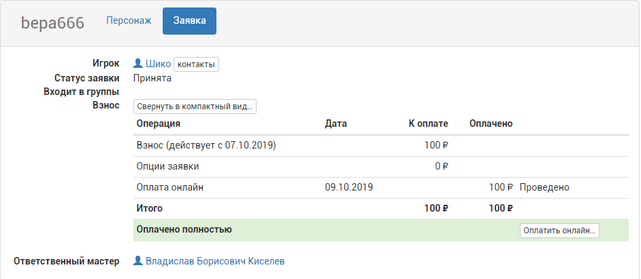 вера666 Персонаж Заявка
Игрок Шико контакты
Статус заявки Принята
Входит в группы
Взнос Свернуть в компактный вид...
Операция Дата К оплате Оплачено
Взнос (действует с 07.10.2019) 100 ₽
Опции заявки 0 ₽
Оплата онлайн 09.10.2019 100 ₽ Проведено
Итого 100 ₽ 100 ₽
Оплачено полностью Оплатить онлайн...
Ответственный мастер Владислав Борисович Киселев